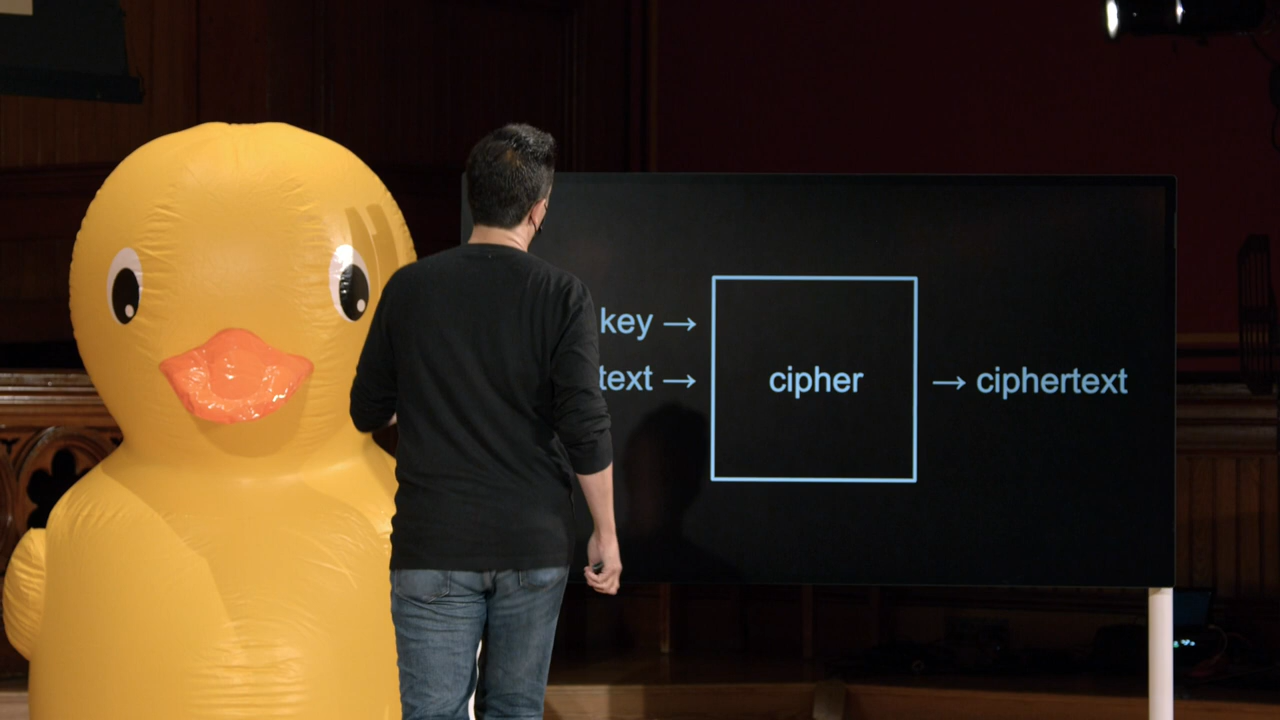 key →
text →
cipher
→ ciphertext